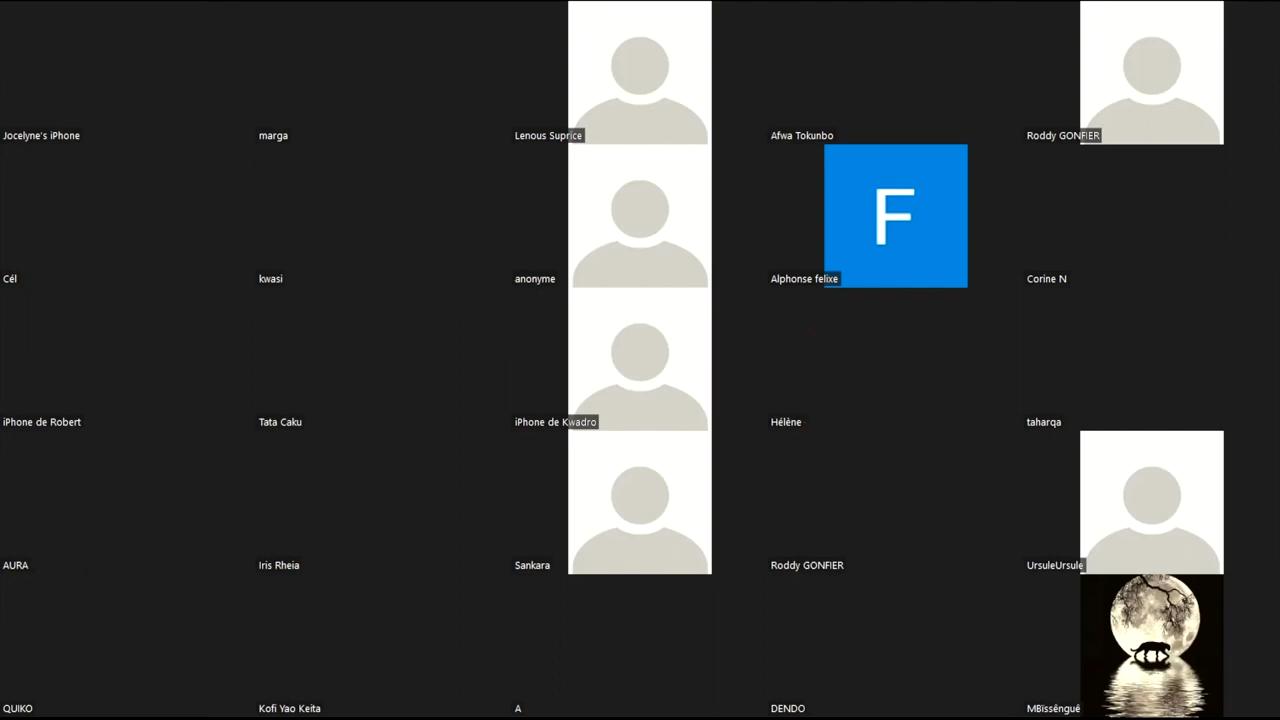 Jocelyne's iPhone
marga
Lenous Suprice
Afwa Tokunbo
Roddy GONFIER
F
Cél
kwasi
anonyme
Alphonse felixe
Corine N
iPhone de Robert
Tata Caku
iPhone de Kwadro
Hélène
taharqa
AURA
Iris Rheia
Sankara
Roddy GONFIER
UrsuleUrsule
QUIKO
Kofi Yao Keita
A
DENDO
MBïssênguê